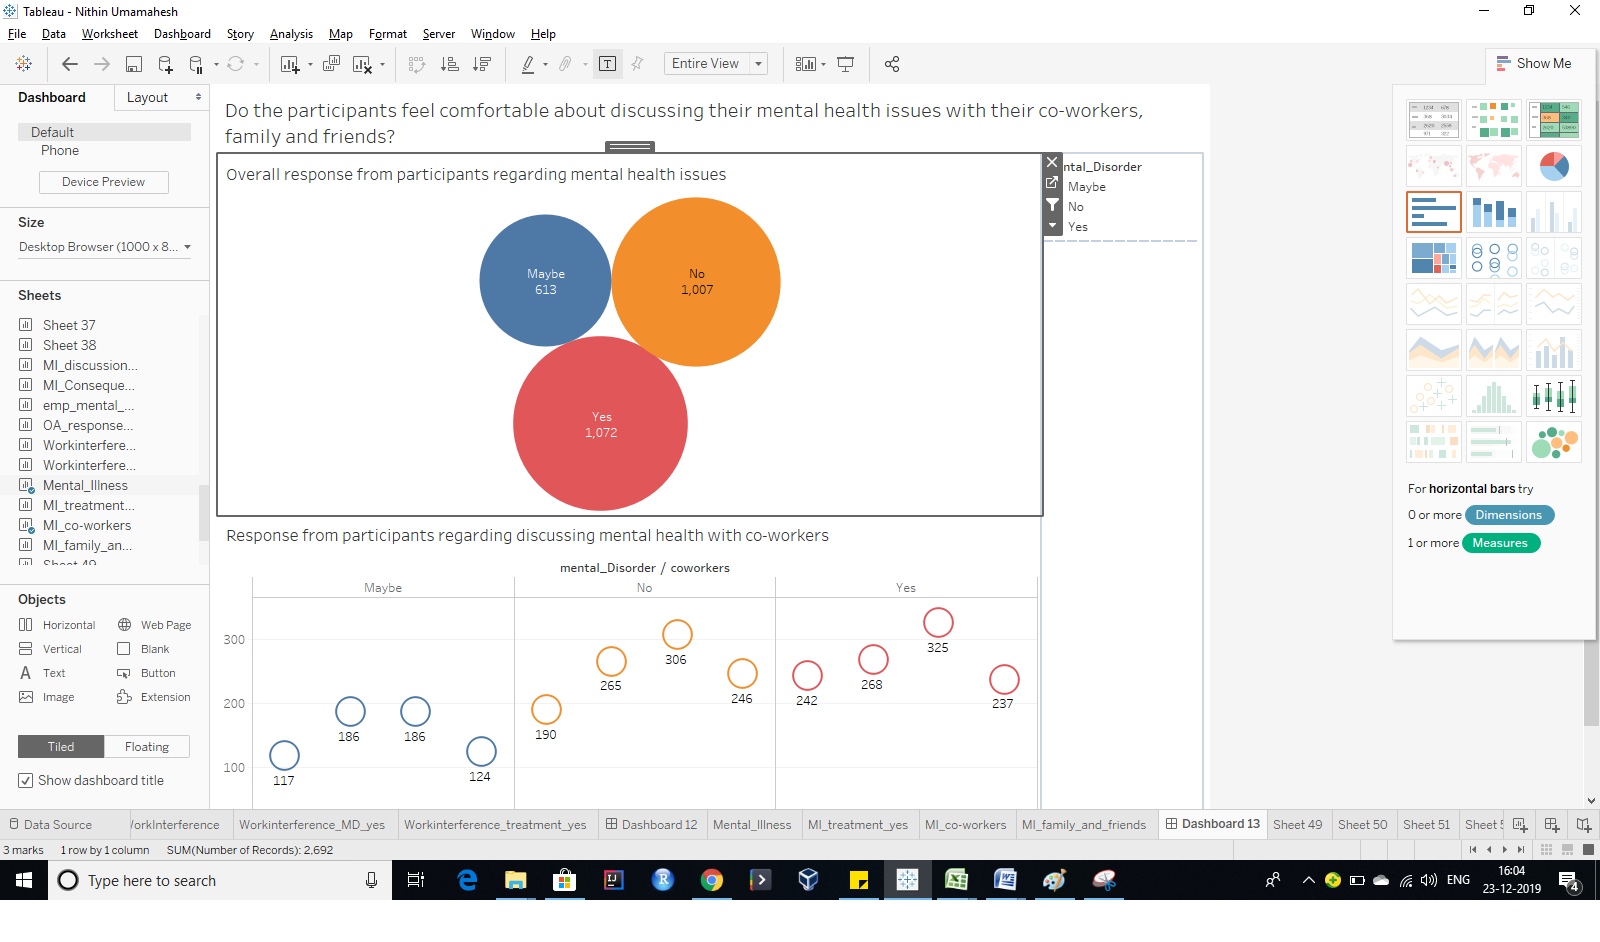 Tableau - Nithin Umamahesh
File Data Worksheet Dashboard Story Analysis Map Format Server Window Help
Entire View
Show Me
Dashboard Layout
Default
Phone
Device Preview
Size
Desktop Browser (1000 x 8...
Sheets
Sheet 37
Sheet 38
MI_discussion...
MI_Conseque...
emp_mental_...
OA_response...
Workinterfere...
Workinterfere...
Mental_Illness
MI_treatment...
MI_co-workers
MI_family_an...
Sheet 49
Objects
Horizontal Web Page
Vertical Blank
Text Button
Image Extension
Tiled Floating
Show dashboard title
Do the participants feel comfortable about discussing their mental health issues with their co-workers,
family and friends?
Overall response from participants regarding mental health issues
Maybe
613
No
1,007
Yes
1,072
ntal_Disorder
Maybe
No
Yes
Response from participants regarding discussing mental health with co-workers
mental_Disorder / coworkers
Maybe No Yes
300
200
100
117
186
186
124
190
265
306
246
242
268
325
237
For horizontal bars try
0 or more Dimensions
1 or more Measures
Data Source /orkInterference Workinterference_MD_yes Workinterference_treatment_yes Dashboard 12 Mental_Illness MI_treatment_yes MI_co-workers MI_family_and_friends Dashboard 13 Sheet 49 Sheet 50 Sheet 51 Sheet
3 marks 1 row by 1 column SUM(Number of Records): 2,692
Type here to search
ENG
16:04
23-12-2019
4